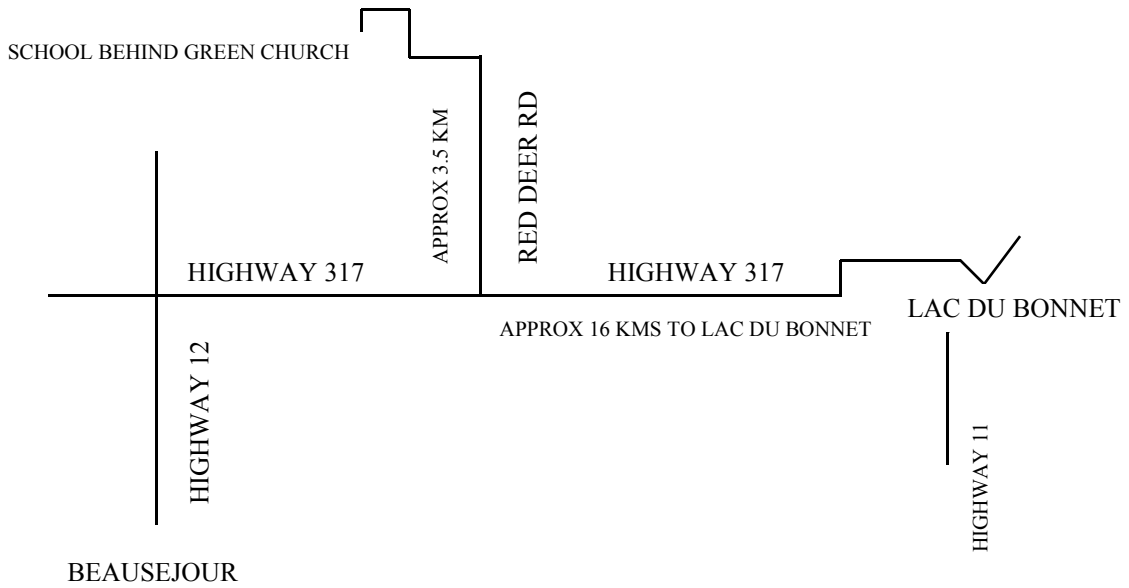 SCHOOL BEHIND GREEN CHURCH
APPROX 3.5 KM
RED DEER RD
HIGHWAY 317
HIGHWAY 317
LAC DU BONNET
APPROX 16 KMS TO LAC DU BONNET
HIGHWAY 12
HIGHWAY 11
BEAUSEJOUR